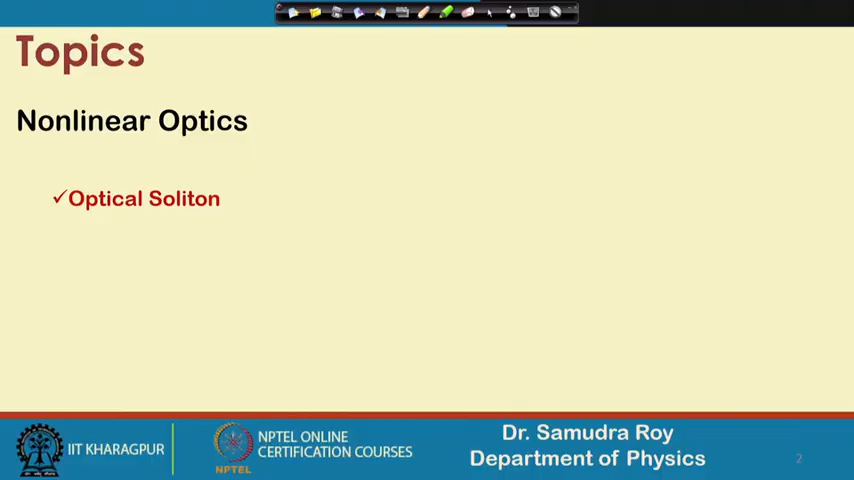 Topics
Nonlinear Optics
✓Optical Soliton
IIT KHARAGPUR
NPTEL
NPTEL ONLINE
CERTIFICATION COURSES
Dr. Samudra Roy
Department of Physics
2